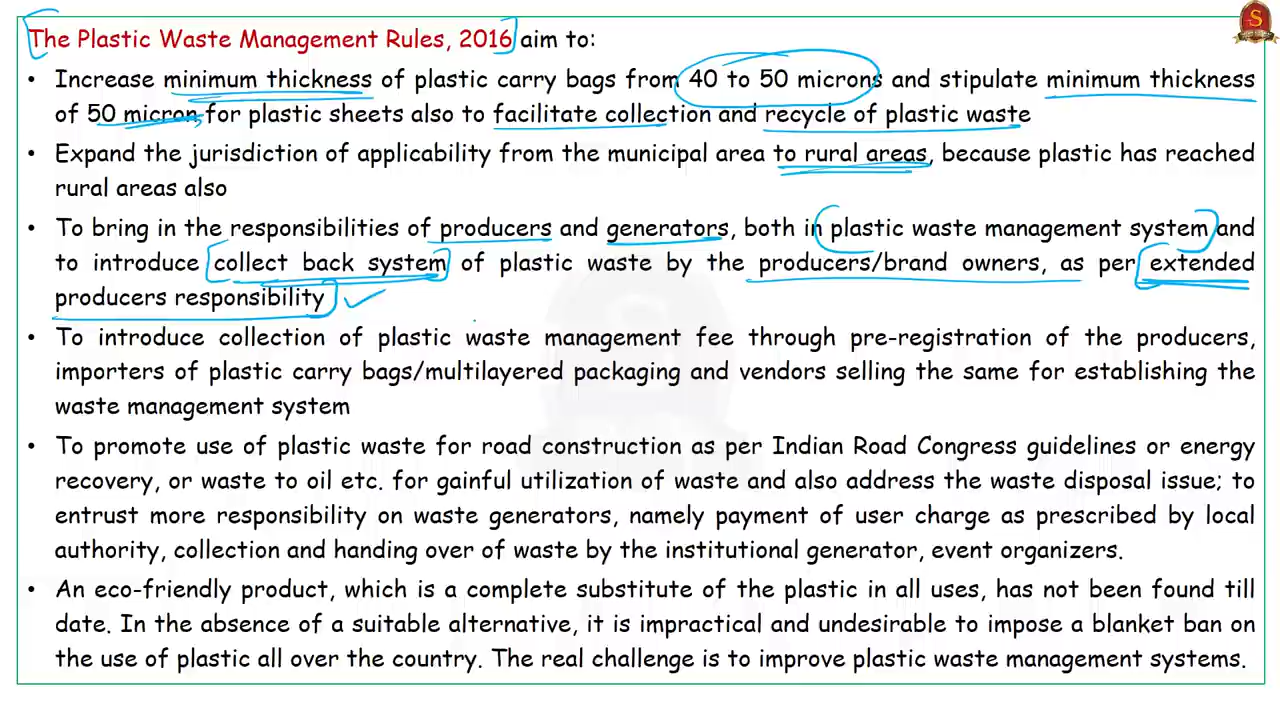 The Plastic Waste Management Rules, 2016 aim to:
• Increase minimum thickness of plastic carry bags from 40 to 50 microns and stipulate minimum thickness
of 50 micron for plastic sheets also to facilitate collection and recycle of plastic waste
• Expand the jurisdiction of applicability from the municipal area to rural areas, because plastic has reached
rural areas also
• To bring in the responsibilities of producers and generators, both in plastic waste management system and
to introduce collect back system of plastic waste by the producers/brand owners, as per extended
producers responsibility
• To introduce collection of plastic waste management fee through pre-registration of the producers,
importers of plastic carry bags/multilayered packaging and vendors selling the same for establishing the
waste management system
• To promote use of plastic waste for road construction as per Indian Road Congress guidelines or energy
recovery, or waste to oil etc. for gainful utilization of waste and also address the waste disposal issue; to
entrust more responsibility on waste generators, namely payment of user charge as prescribed by local
authority, collection and handing over of waste by the institutional generator, event organizers.
• An eco-friendly product, which is a complete substitute of the plastic in all uses, has not been found till
date. In the absence of a suitable alternative, it is impractical and undesirable to impose a blanket ban on
the use of plastic all over the country. The real challenge is to improve plastic waste management systems.